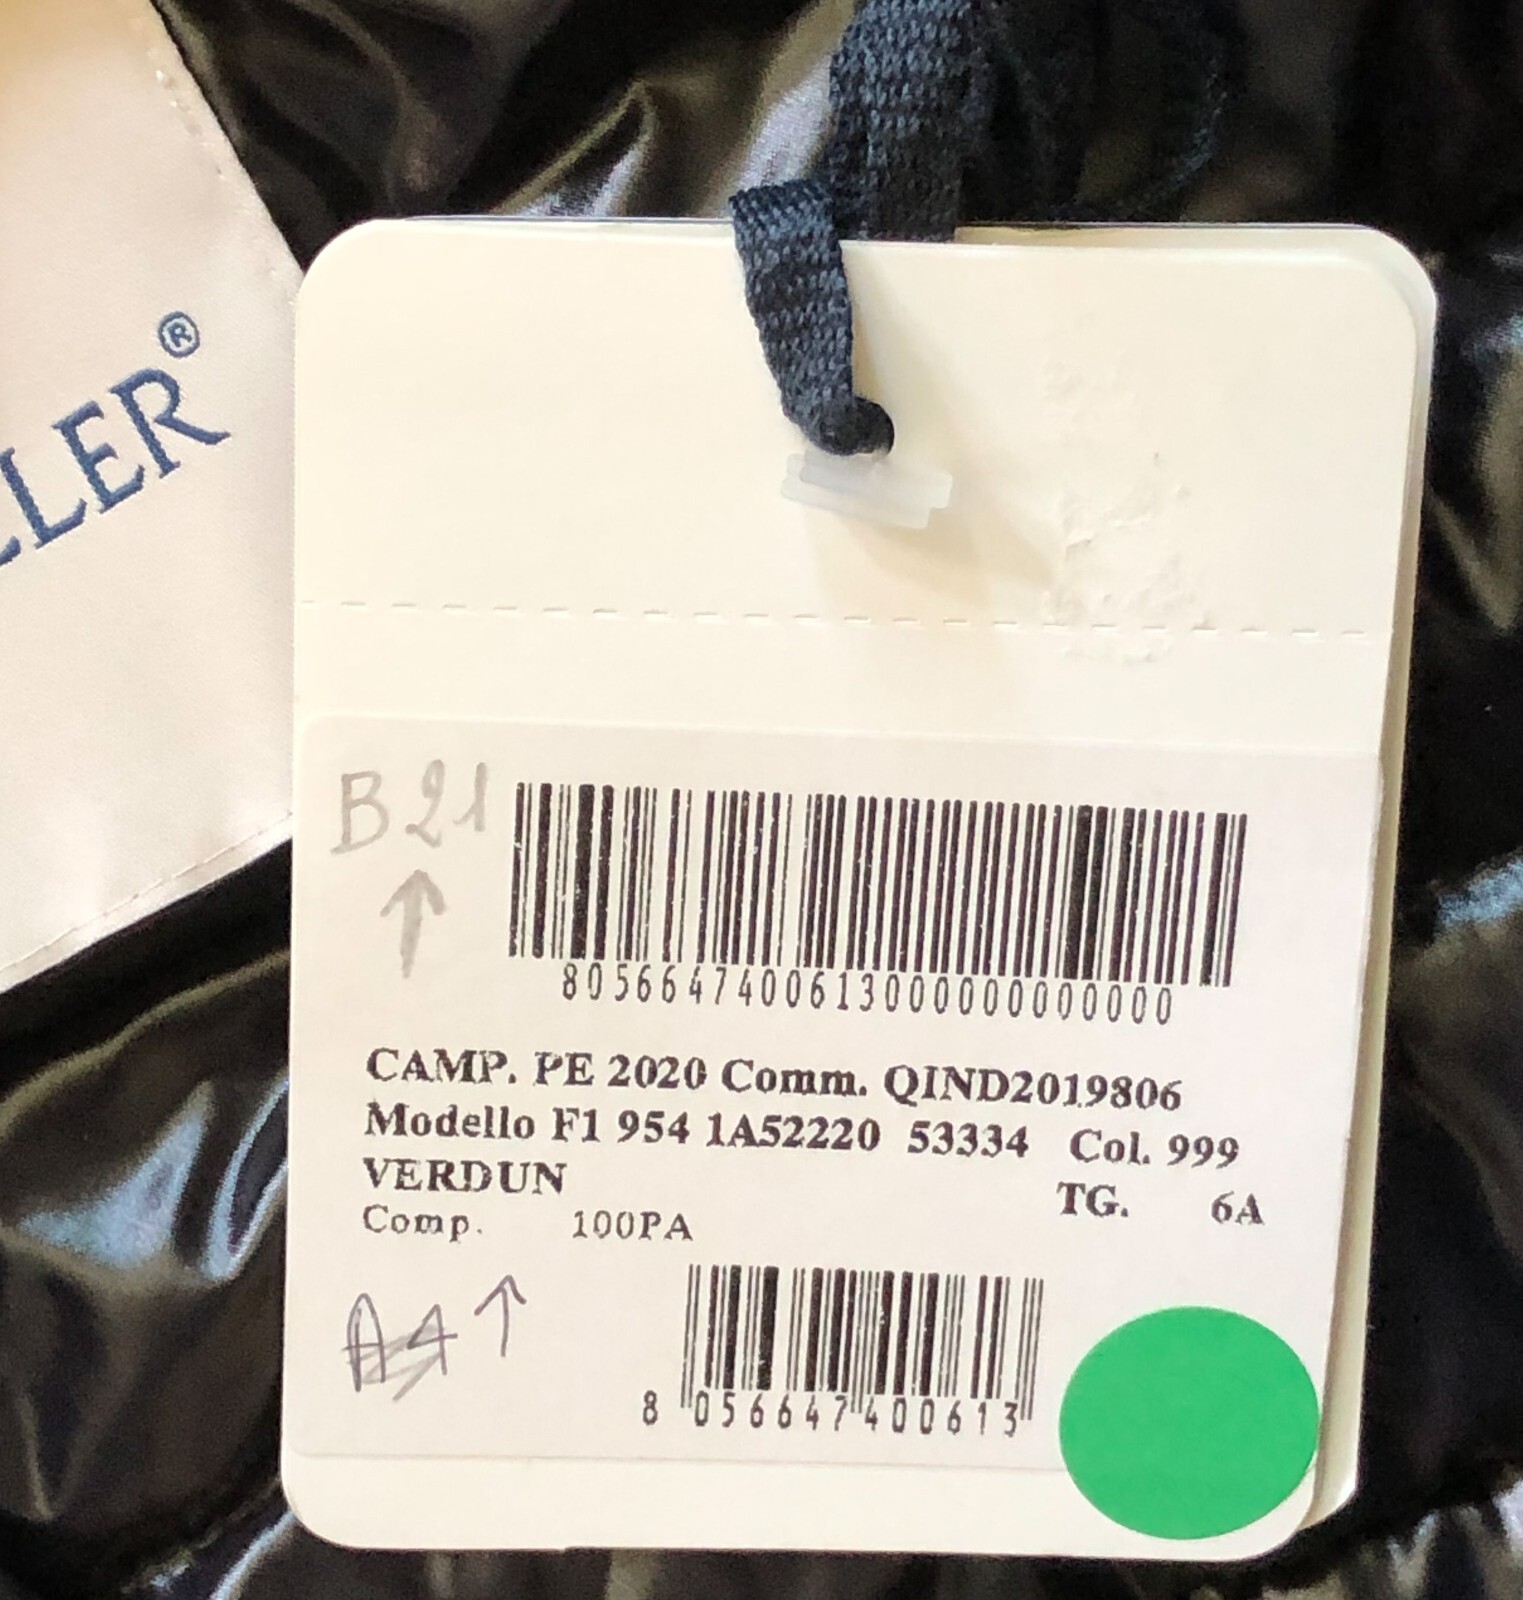 LLER®
B21
↑
8056647400613000000000000
CAMP. PE 2020 Comm. QIND2019806
Modello F1 954 1A52220 53334 Col. 999
VERDUN TG. 6A
Comp. 100PA
↑
8 056647 400613